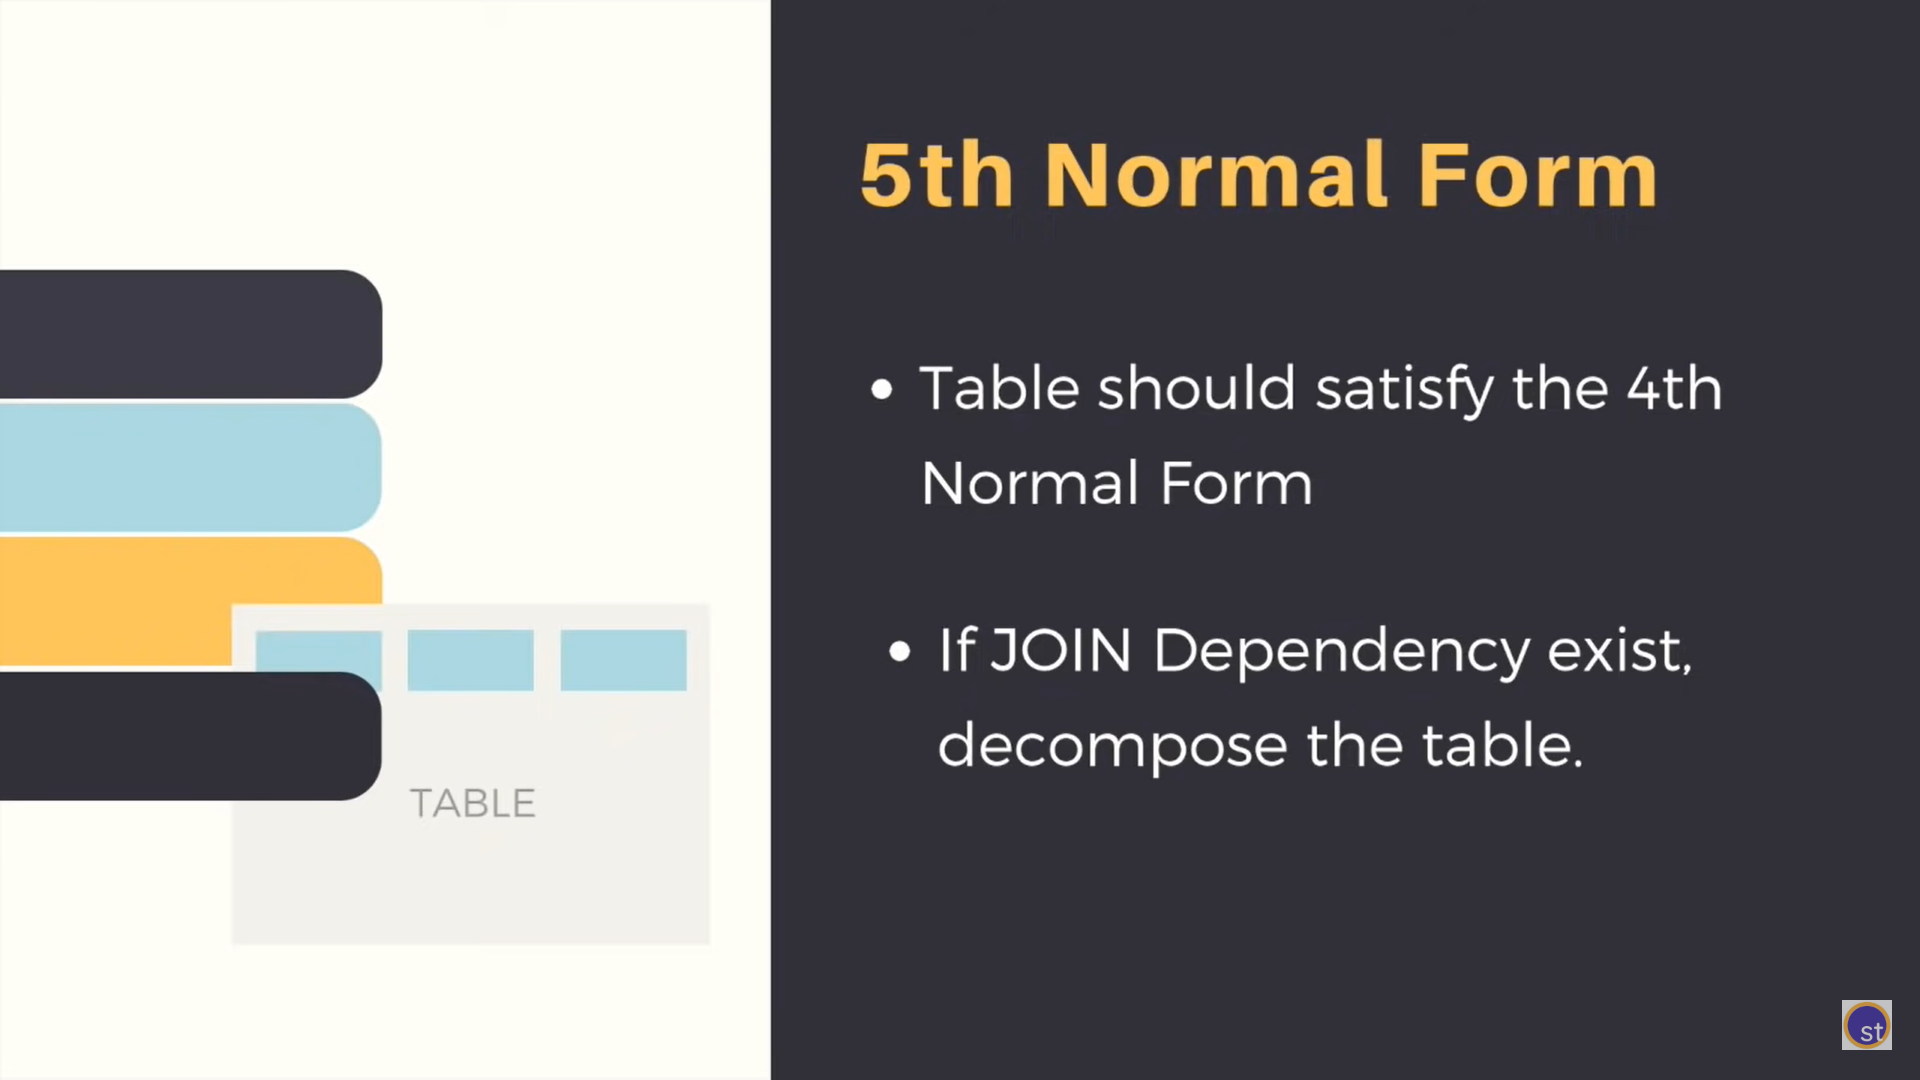 5th Normal Form
• Table should satisfy the 4th
Normal Form
• If JOIN Dependency exist,
decompose the table.
TABLE
st